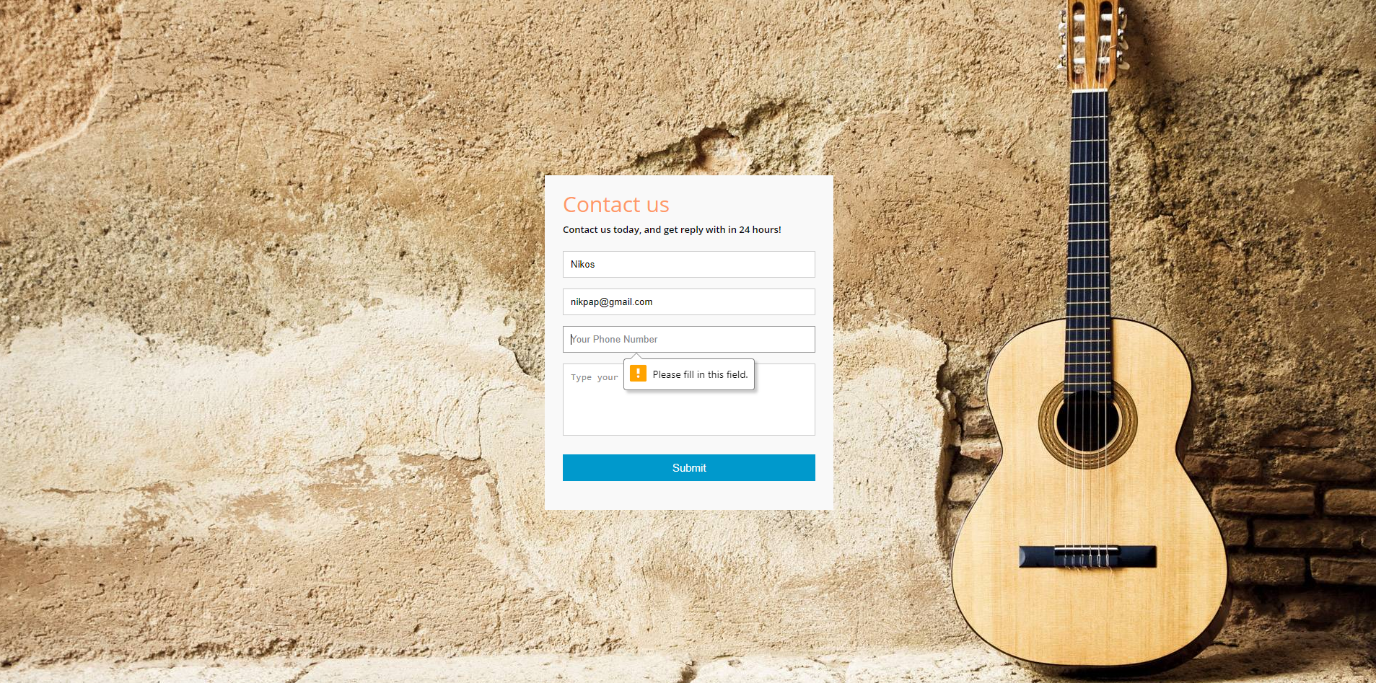 Contact us
Contact us today, and get reply with in 24 hours!
Nikos
nikpap@gmail.com
Your Phone Number
Type your
Please fill in this field.
Submit